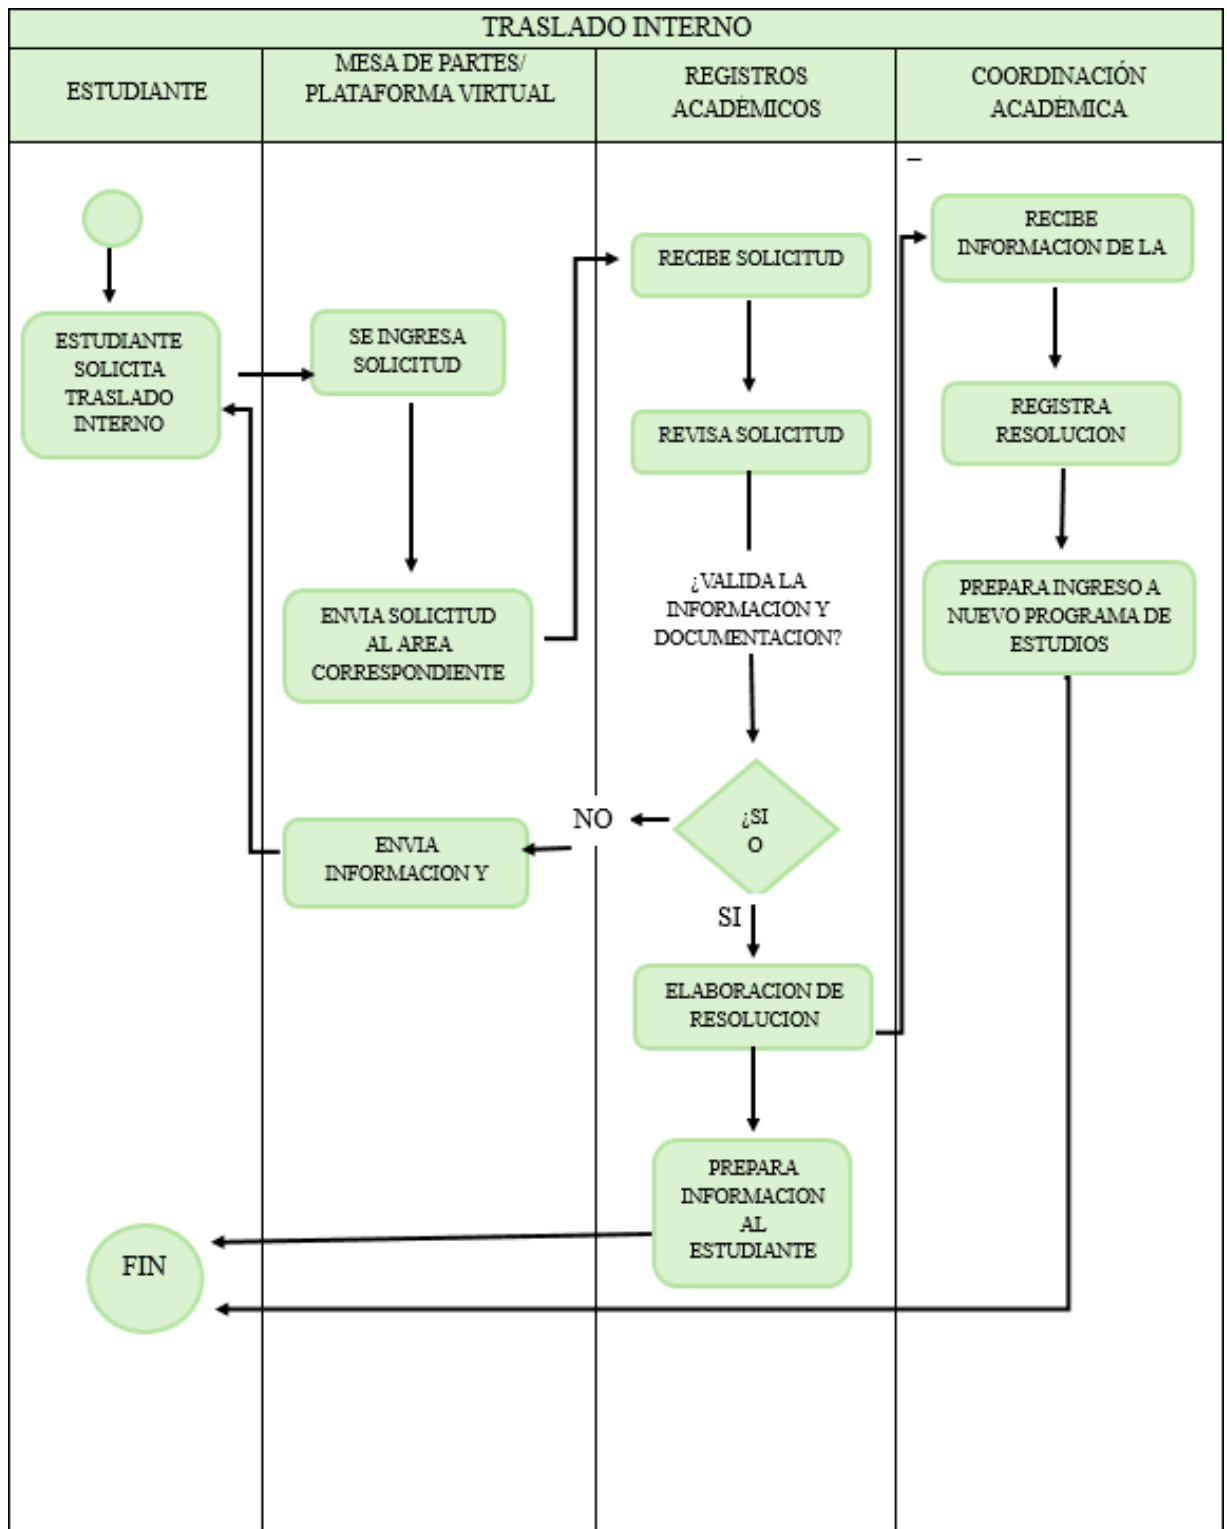 TRASLADO INTERNO
ESTUDIANTE
MESA DE PARTES/
PLATAFORMA VIRTUAL
REGISTROS
ACADÉMICOS
COORDINACIÓN
ACADÉMICA
ESTUDIANTE
SOLICITA
TRASLADO
INTERNO
SE INGRESA
SOLICITUD
ENVIA SOLICITUD
AL AREA
CORRESPONDIENTE
ENVIA
INFORMACION Y
RECIBE SOLICITUD
REVISA SOLICITUD
¿VALIDA LA
INFORMACION Y
DOCUMENTACION?
¿SI
O
NO
SI
ELABORACION DE
RESOLUCION
PREPARA
INFORMACION
AL
ESTUDIANTE
RECIBE
INFORMACION DE LA
REGISTRA
RESOLUCION
PREPARA INGRESO A
NUEVO PROGRAMA DE
ESTUDIOS
FIN